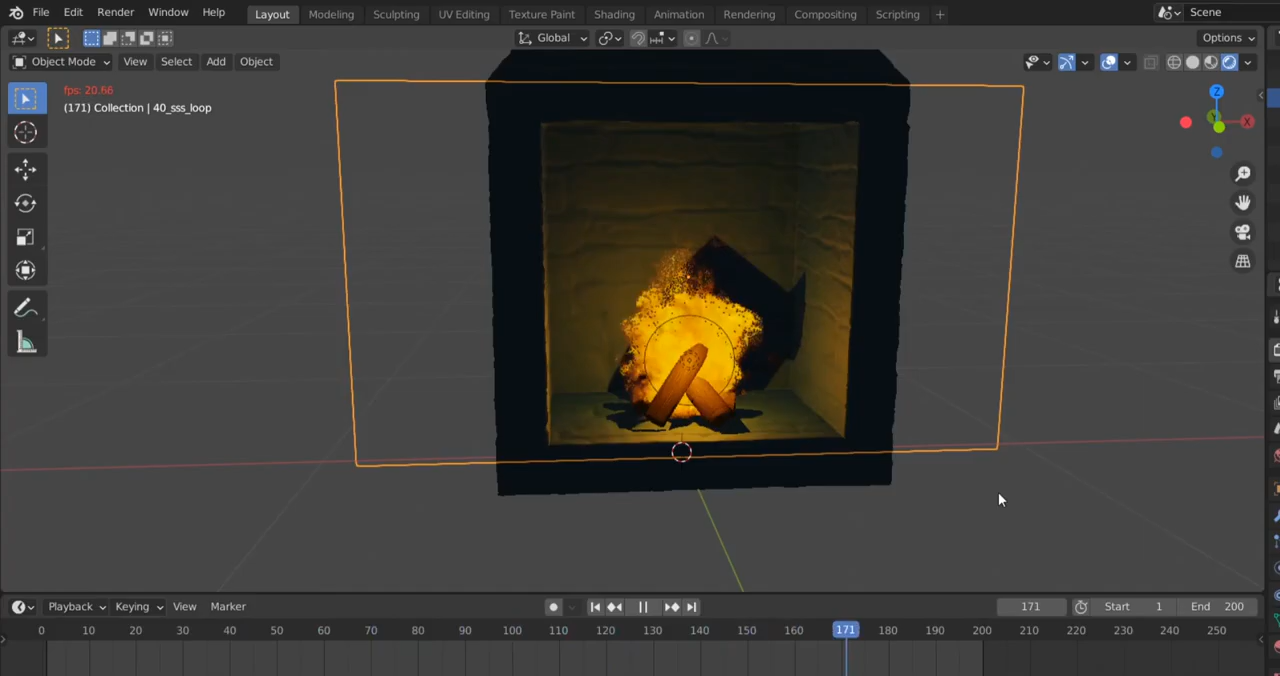 File Edit Render Window Help Layout Modeling Sculpting UV Editing Texture Paint Shading Animation Rendering Compositing Scripting + Scene
Global Options
Object Mode View Select Add Object
fps: 20.66
(171) Collection | 40_sss_loop
Z
Y
X
Playback Keying View Marker 171 Start 1 End 200
0 10 20 30 40 50 60 70 80 90 100 110 120 130 140 150 160 171 180 190 200 210 220 230 240 250